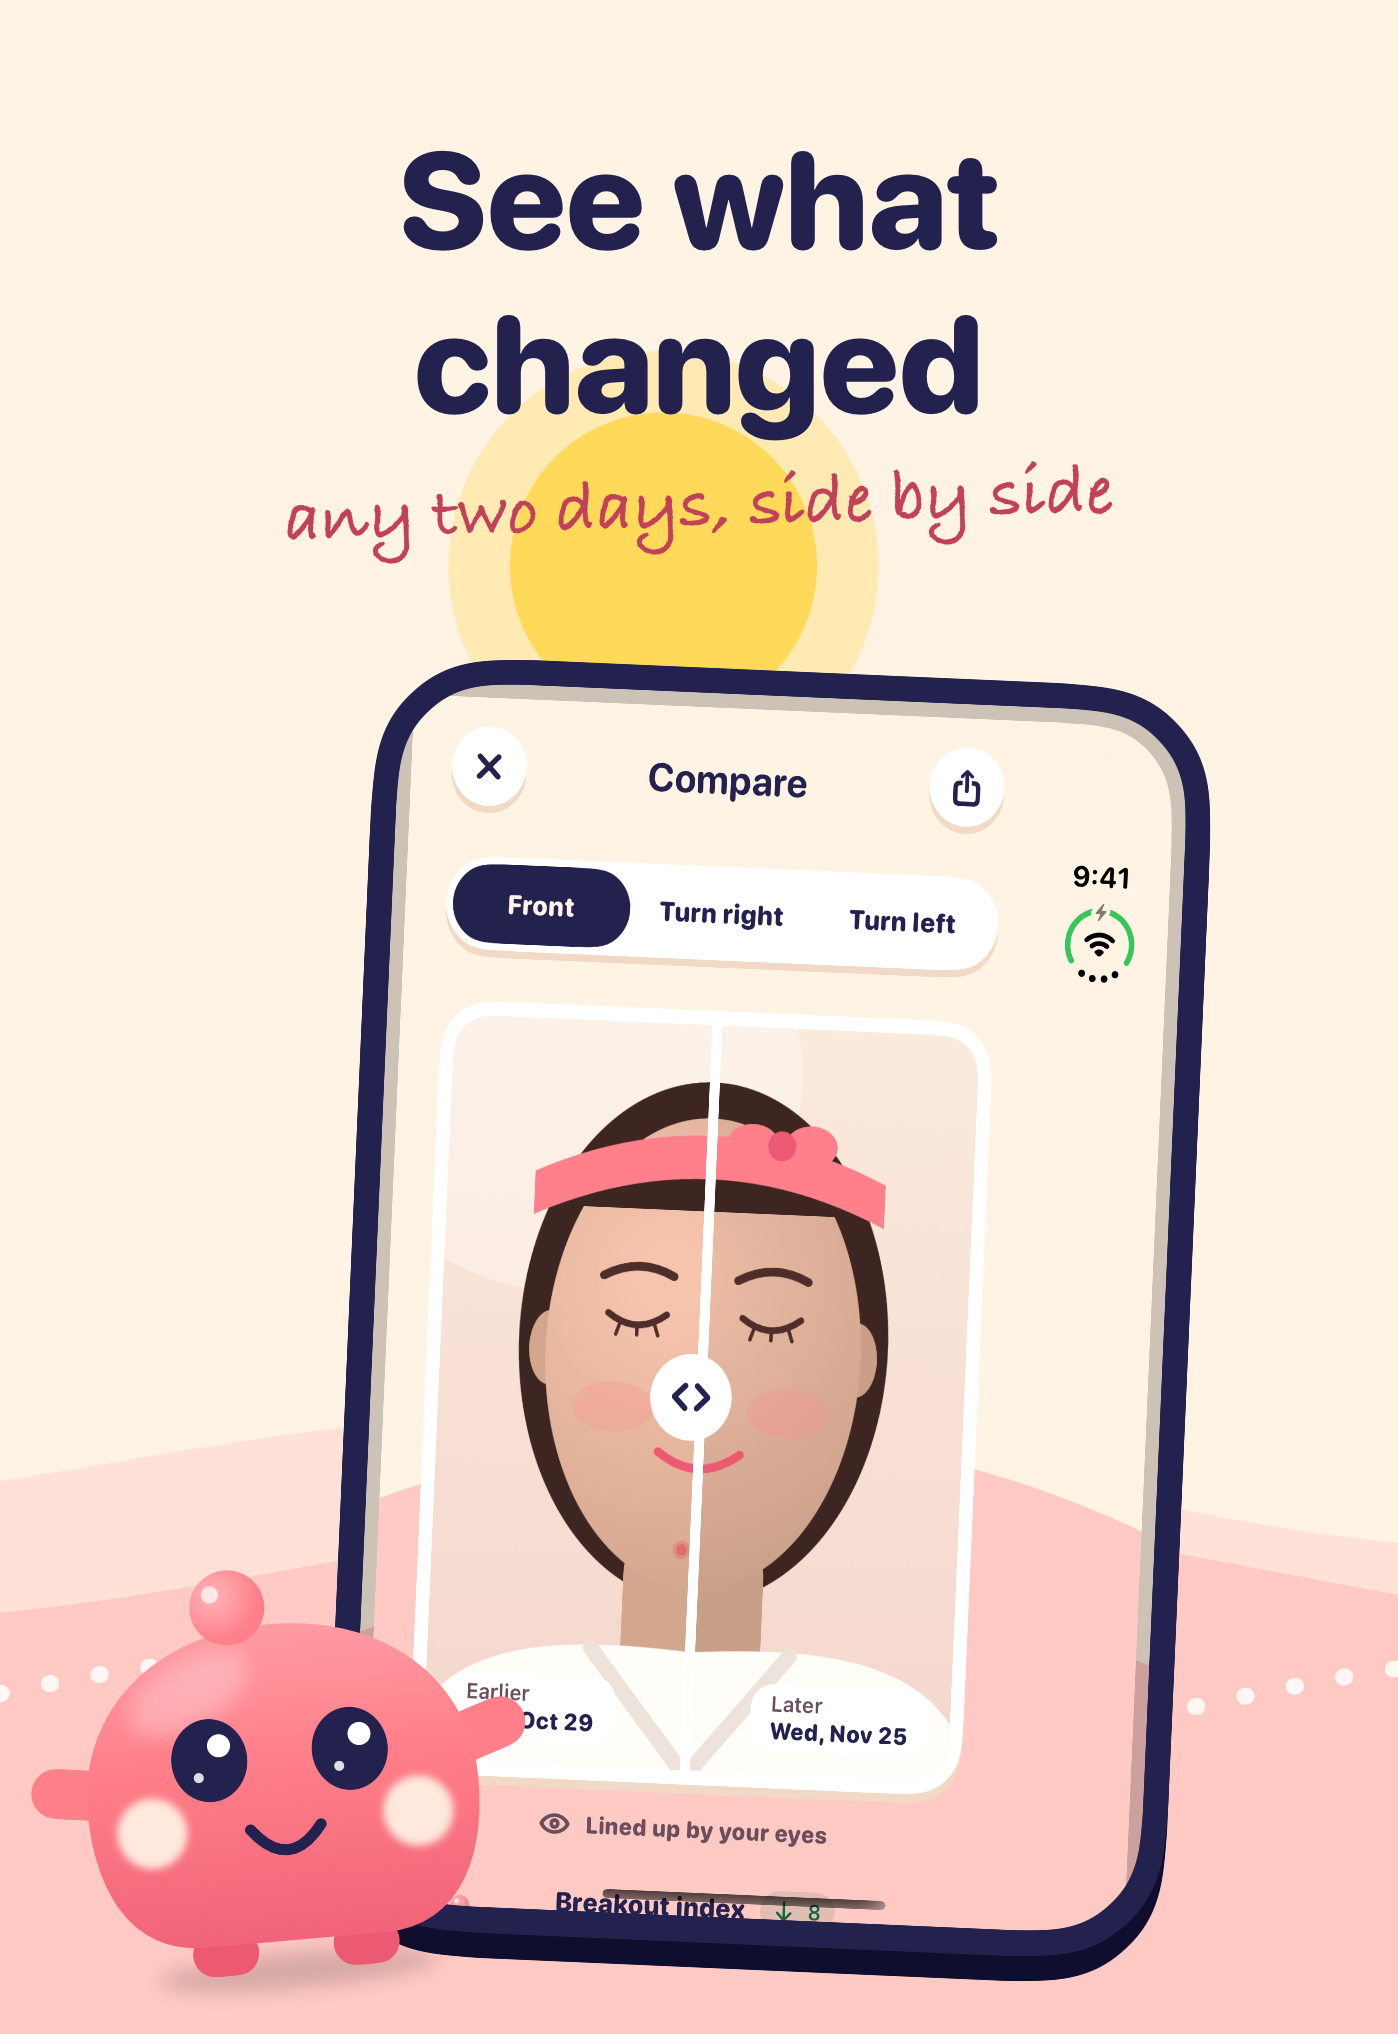 See what
changed
any two days, side by side
Compare
9:41
Front Turn right Turn left
Earlier
Oct 29
Later
Wed, Nov 25
Lined up by your eyes
Breakout index ↓ 8